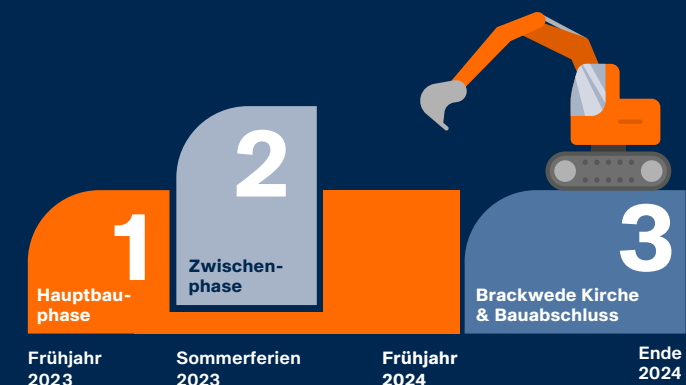 1
Hauptbau-
phase
2
Zwischen-
phase
3
Brackwede Kirche
& Bauabschluss
Frühjahr
2023
Sommerferien
2023
Frühjahr
2024
Ende
2024